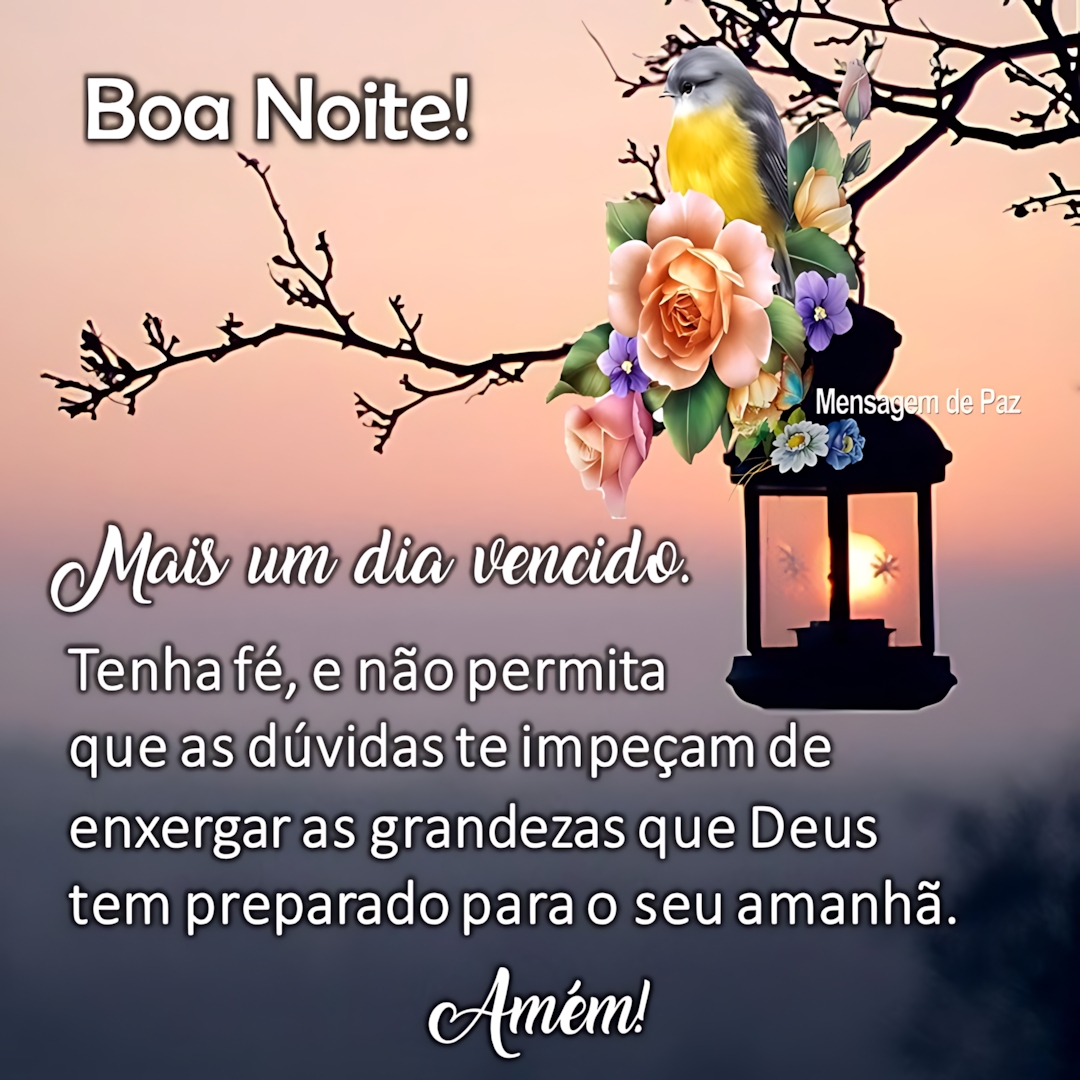 Boa Noite!
Mensagem de Paz
Mais um dia vencido.
Tenha fé, e não permita
que as dúvidas te impeçam de
enxergar as grandezas que Deus
tem preparado para o seu amanhã.
Amém!